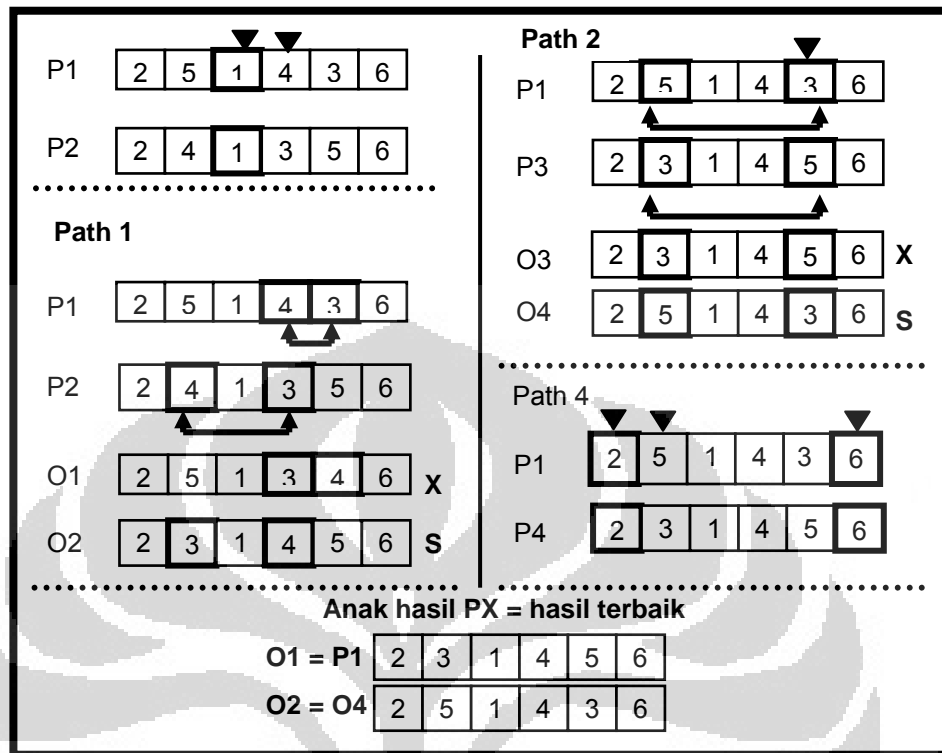 P1 2 5 1 4 3 6
P2 2 4 1 3 5 6
Path 1
P1 2 5 1 4 3 6
P2 2 4 1 3 5 6
O1 2 5 1 3 4 6 X
O2 2 3 1 4 5 6 S
Path 2
P1 2 5 1 4 3 6
P3 2 3 1 4 5 6
O3 2 3 1 4 5 6 X
O4 2 5 1 4 3 6 S
Path 4
P1 2 5 1 4 3 6
P4 2 3 1 4 5 6
Anak hasil PX = hasil terbaik
O1 = P1 2 3 1 4 5 6
O2 = O4 2 5 1 4 3 6